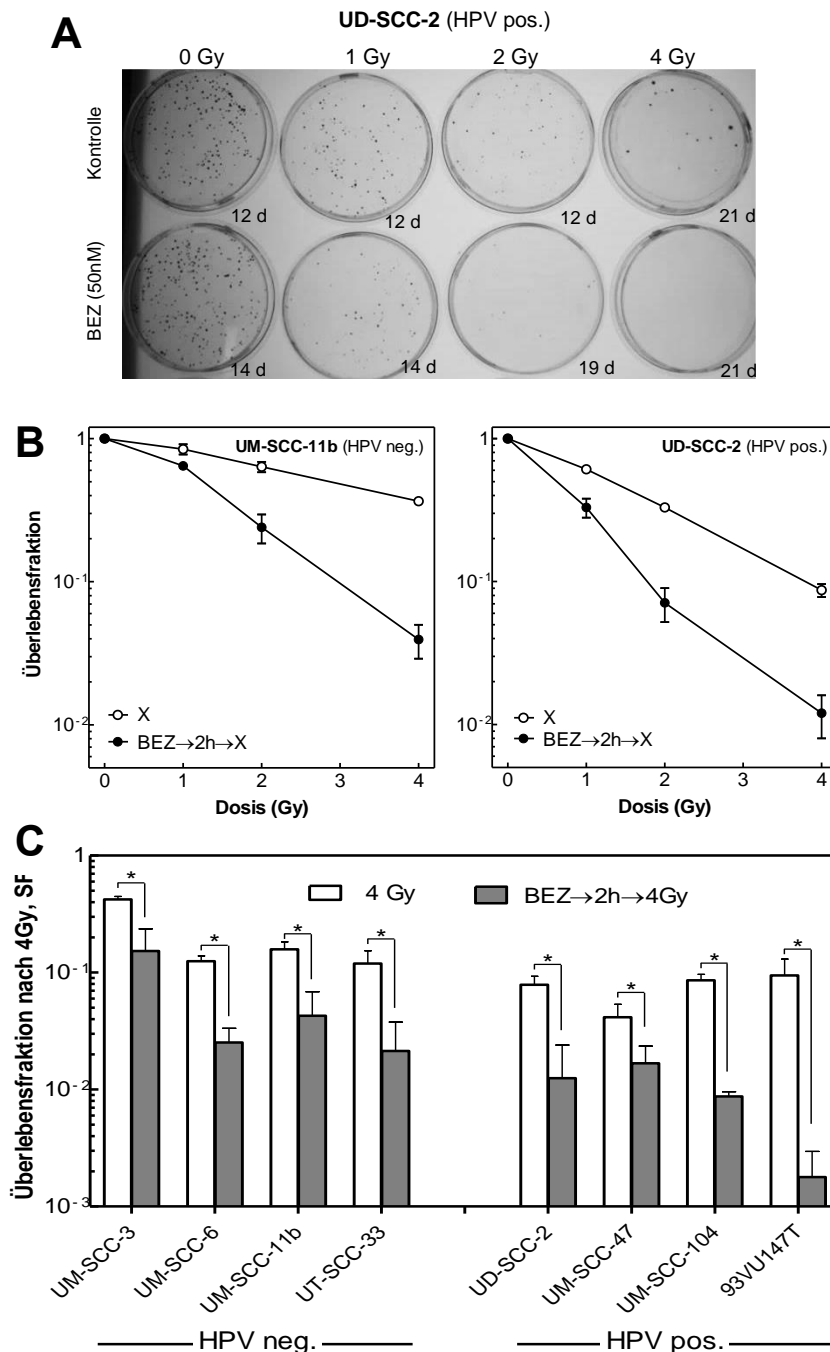 A
UD-SCC-2 (HPV pos.)
0 Gy 1 Gy 2 Gy 4 Gy
Kontrolle
12 d 12 d 12 d 21 d
BEZ (50nM)
14 d 14 d 19 d 21 d
B
Überlebensfraktion
1
10-1
10-2
UM-SCC-11b (HPV neg.)
X
BEZ→2h→X
0 1 2 3 4
Dosis (Gy)
1
10-1
10-2
UD-SCC-2 (HPV pos.)
X
BEZ→2h→X
0 1 2 3 4
Dosis (Gy)
C
Überlebensfraktion nach 4Gy, SF
1
10-1
10-2
10-3
4 Gy BEZ→2h→4Gy
* * * * * * * *
UM-SCC-3 UM-SCC-6 UM-SCC-11b UT-SCC-33 UD-SCC-2 UM-SCC-47 UM-SCC-104 93VU147T
HPV neg. HPV pos.